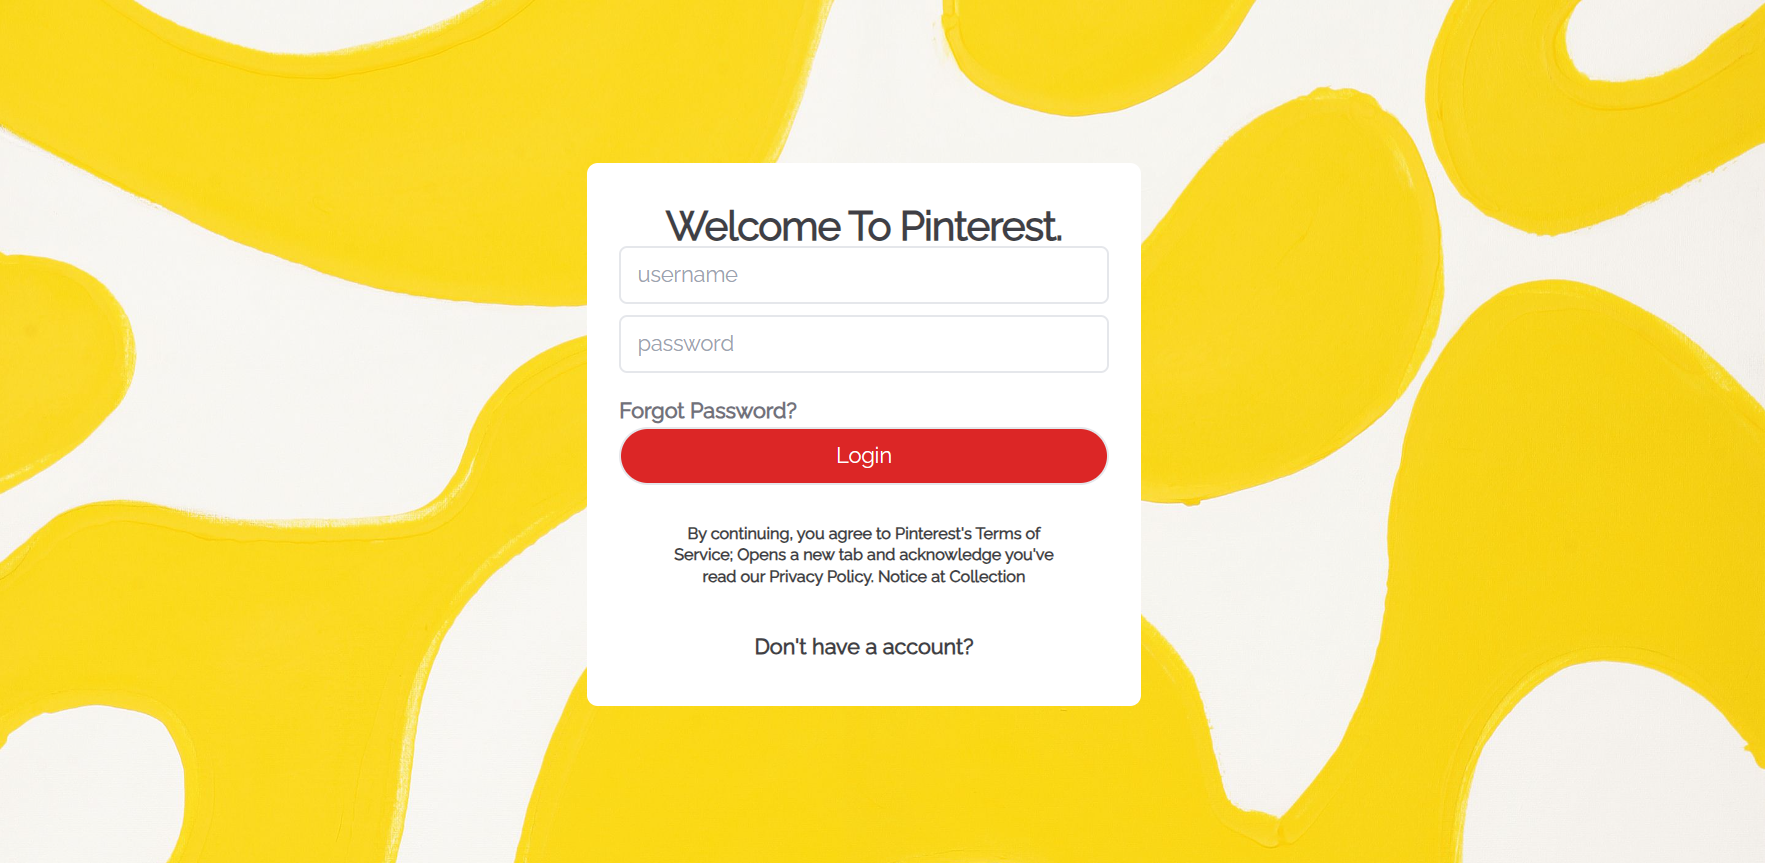 Welcome To Pinterest.
username
password
Forgot Password?
Login
By continuing, you agree to Pinterest's Terms of
Service; Opens a new tab and acknowledge you've
read our Privacy Policy. Notice at Collection
Don't have a account?